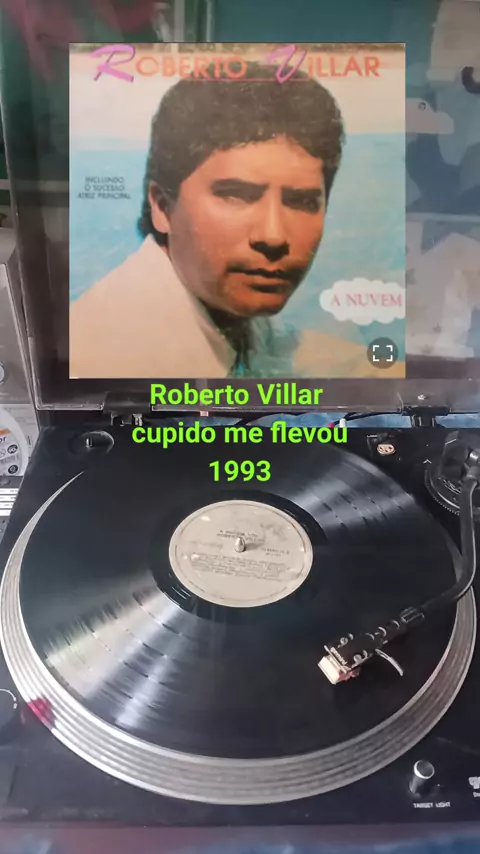 ROBERTO VILLAR
INCLUINDO
O SUCESSO
ATRIZ PRINCIPAL
A NUVEM
Roberto Villar
cupido me flevou
1993
TARGET LIGHT